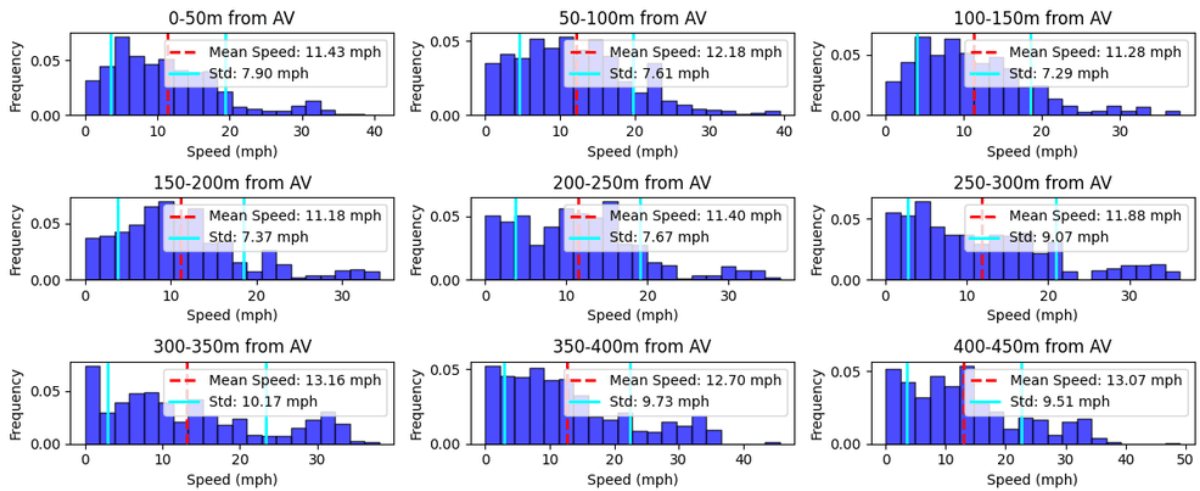 0-50m from AV
Frequency
0.05
0.00
Mean Speed: 11.43 mph
Std: 7.90 mph
0 10 20 30 40
Speed (mph)
50-100m from AV
Frequency
0.05
0.00
Mean Speed: 12.18 mph
Std: 7.61 mph
0 10 20 30 40
Speed (mph)
100-150m from AV
Frequency
0.05
0.00
Mean Speed: 11.28 mph
Std: 7.29 mph
0 10 20 30
Speed (mph)
150-200m from AV
Frequency
0.05
0.00
Mean Speed: 11.18 mph
Std: 7.37 mph
0 10 20 30
Speed (mph)
200-250m from AV
Frequency
0.05
0.00
Mean Speed: 11.40 mph
Std: 7.67 mph
0 10 20 30
Speed (mph)
250-300m from AV
Frequency
0.05
0.00
Mean Speed: 11.88 mph
Std: 9.07 mph
0 10 20 30
Speed (mph)
300-350m from AV
Frequency
0.05
0.00
Mean Speed: 13.16 mph
Std: 10.17 mph
0 10 20 30
Speed (mph)
350-400m from AV
Frequency
0.05
0.00
Mean Speed: 12.70 mph
Std: 9.73 mph
0 10 20 30 40
Speed (mph)
400-450m from AV
Frequency
0.05
0.00
Mean Speed: 13.07 mph
Std: 9.51 mph
0 10 20 30 40 50
Speed (mph)